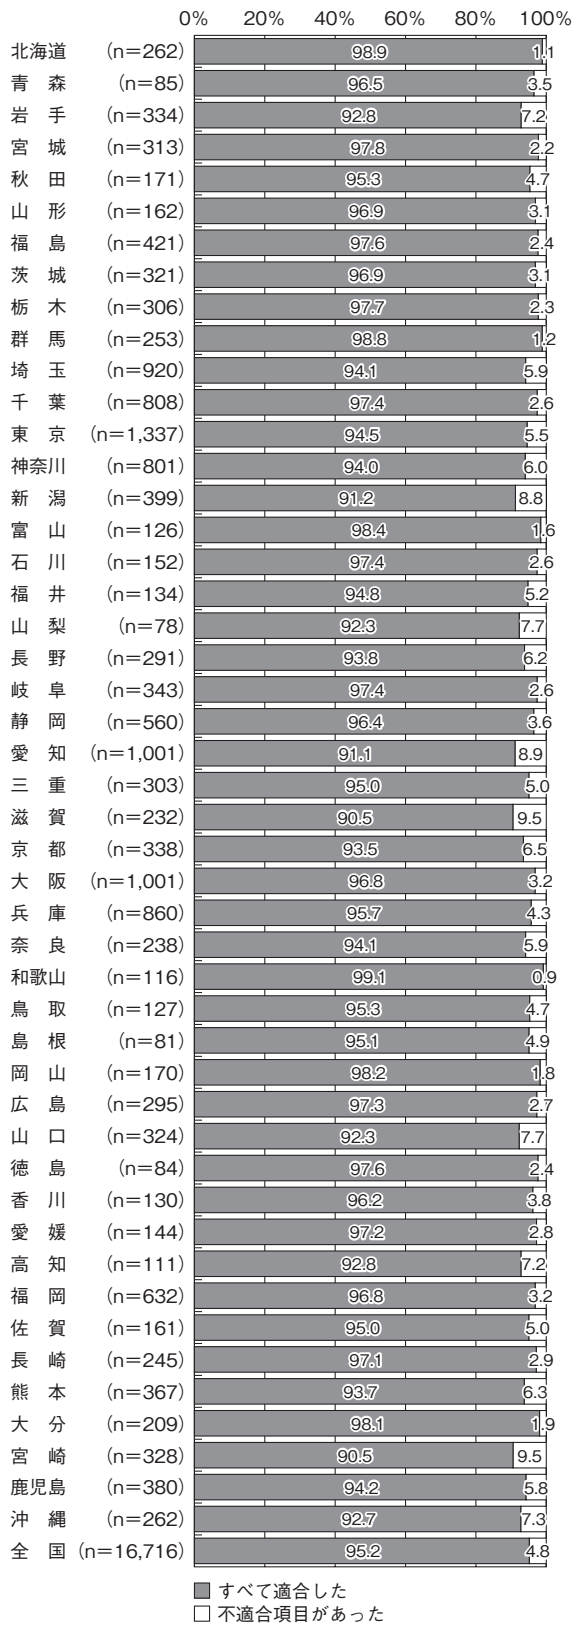 0% 20% 40% 60% 80% 100%
北海道 (n=262) 98.9 1.1
青森 (n=85) 96.5 3.5
岩手 (n=334) 92.8 7.2
宮城 (n=313) 97.8 2.2
秋田 (n=171) 95.3 4.7
山形 (n=162) 96.9 3.1
福島 (n=421) 97.6 2.4
茨城 (n=321) 96.9 3.1
栃木 (n=306) 97.7 2.3
群馬 (n=253) 98.8 1.2
埼玉 (n=920) 94.1 5.9
千葉 (n=808) 97.4 2.6
東京 (n=1,337) 94.5 5.5
神奈川 (n=801) 94.0 6.0
新潟 (n=399) 91.2 8.8
富山 (n=126) 98.4 1.6
石川 (n=152) 97.4 2.6
福井 (n=134) 94.8 5.2
山梨 (n=78) 92.3 7.7
長野 (n=291) 93.8 6.2
岐阜 (n=343) 97.4 2.6
静岡 (n=560) 96.4 3.6
愛知 (n=1,001) 91.1 8.9
三重 (n=303) 95.0 5.0
滋賀 (n=232) 90.5 9.5
京都 (n=338) 93.5 6.5
大阪 (n=1,001) 96.8 3.2
兵庫 (n=860) 95.7 4.3
奈良 (n=238) 94.1 5.9
和歌山 (n=116) 99.1 0.9
鳥取 (n=127) 95.3 4.7
島根 (n=81) 95.1 4.9
岡山 (n=170) 98.2 1.8
広島 (n=295) 97.3 2.7
山口 (n=324) 92.3 7.7
徳島 (n=84) 97.6 2.4
香川 (n=130) 96.2 3.8
愛媛 (n=144) 97.2 2.8
高知 (n=111) 92.8 7.2
福岡 (n=632) 96.8 3.2
佐賀 (n=161) 95.0 5.0
長崎 (n=245) 97.1 2.9
熊本 (n=367) 93.7 6.3
大分 (n=209) 98.1 1.9
宮崎 (n=328) 90.5 9.5
鹿児島 (n=380) 94.2 5.8
沖縄 (n=262) 92.7 7.3
全国 (n=16,716) 95.2 4.8
すべて適合した
不適合項目があった